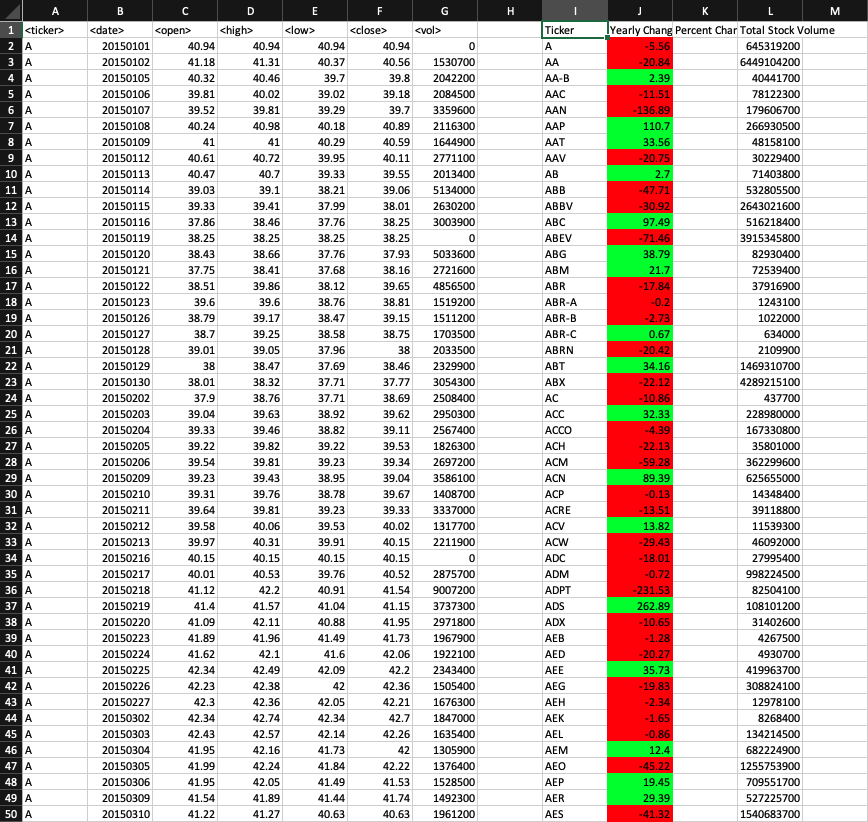 A B C D E F G H I J K L M
1 <ticker> <date> <open> <high> <low> <close> <vol> Ticker Yearly Chang Percent Char Total Stock Volume
2 A 20150101 40.94 40.94 40.94 40.94 0 A -5.56 645319200
3 A 20150102 41.18 41.31 40.37 40.56 1530700 AA -20.84 6449104200
4 A 20150105 40.32 40.46 39.7 39.8 2042200 AA-B 2.39 40441700
5 A 20150106 39.81 40.02 39.02 39.18 2084500 AAC -11.51 78122300
6 A 20150107 39.52 39.81 39.29 39.7 3359600 AAN -136.89 179606700
7 A 20150108 40.24 40.98 40.18 40.89 2116300 AAP 110.7 266930500
8 A 20150109 41 41 40.29 40.59 1644900 AAT 33.56 48158100
9 A 20150112 40.61 40.72 39.95 40.11 2771100 AAV -20.75 30229400
10 A 20150113 40.47 40.7 39.33 39.55 2013400 AB 2.7 71403800
11 A 20150114 39.03 39.1 38.21 39.06 5134000 ABB -47.71 532805500
12 A 20150115 39.33 39.41 37.99 38.01 2630200 ABBV -30.92 2643021600
13 A 20150116 37.86 38.46 37.76 38.25 3003900 ABC 97.49 516218400
14 A 20150119 38.25 38.25 38.25 38.25 0 ABEV -71.46 3915345800
15 A 20150120 38.43 38.66 37.76 37.93 5033600 ABG 38.79 82930400
16 A 20150121 37.75 38.41 37.68 38.16 2721600 ABM 21.7 72539400
17 A 20150122 38.51 39.86 38.12 39.65 4856500 ABR -17.84 37916900
18 A 20150123 39.6 39.6 38.76 38.81 1519200 ABR-A -0.2 1243100
19 A 20150126 38.79 39.17 38.47 39.15 1511200 ABR-B -2.73 1022000
20 A 20150127 38.7 39.25 38.58 38.75 1703500 ABR-C 0.67 634000
21 A 20150128 39.01 39.05 37.96 38 2033500 ABRN -20.42 2109900
22 A 20150129 38 38.47 37.69 38.46 2329900 ABT 34.16 1469310700
23 A 20150130 38.01 38.32 37.71 37.77 3054300 ABX -22.12 4289215100
24 A 20150202 37.9 38.76 37.71 38.69 2508400 AC -10.86 437700
25 A 20150203 39.04 39.63 38.92 39.62 2950300 ACC 32.33 228980000
26 A 20150204 39.33 39.46 38.82 39.11 2567400 ACCO -4.39 167330800
27 A 20150205 39.22 39.82 39.22 39.53 1826300 ACH -22.13 35801000
28 A 20150206 39.54 39.81 39.23 39.34 2697200 ACM -59.28 362299600
29 A 20150209 39.23 39.43 38.95 39.04 3586100 ACN 89.39 625655000
30 A 20150210 39.31 39.76 38.78 39.67 1408700 ACP -0.13 14348400
31 A 20150211 39.64 39.81 39.23 39.33 3337000 ACRE -13.51 39118800
32 A 20150212 39.58 40.06 39.53 40.02 1317700 ACV 13.82 11539300
33 A 20150213 39.97 40.31 39.91 40.15 2211900 ACW -29.43 46092000
34 A 20150216 40.15 40.15 40.15 40.15 0 ADC -18.01 27995400
35 A 20150217 40.01 40.53 39.76 40.52 2875700 ADM -0.72 998224500
36 A 20150218 41.12 42.2 40.91 41.54 9007200 ADPT -231.53 82504100
37 A 20150219 41.4 41.57 41.04 41.15 3737300 ADS 262.89 108101200
38 A 20150220 41.09 42.11 40.88 41.95 2971800 ADX -10.65 31402600
39 A 20150223 41.89 41.96 41.49 41.73 1967900 AEB -1.28 4267500
40 A 20150224 41.62 42.1 41.6 42.06 1922100 AED -20.27 4930700
41 A 20150225 42.34 42.49 42.09 42.2 2343400 AEE 35.73 419963700
42 A 20150226 42.23 42.38 42 42.36 1505400 AEG -19.83 308824100
43 A 20150227 42.3 42.36 42.05 42.21 1676300 AEH -2.34 12978100
44 A 20150302 42.34 42.74 42.34 42.7 1847000 AEK -1.65 8268400
45 A 20150303 42.43 42.57 42.14 42.26 1635400 AEL -0.86 134214500
46 A 20150304 41.95 42.16 41.73 42 1305900 AEM 12.4 682224900
47 A 20150305 41.99 42.24 41.84 42.22 1376400 AEO -45.22 1255753900
48 A 20150306 41.95 42.05 41.49 41.53 1528500 AEP 19.45 709551700
49 A 20150309 41.54 41.89 41.44 41.74 1492300 AER 29.39 527225700
50 A 20150310 41.22 41.27 40.63 40.63 1961200 AES -41.32 1540683700